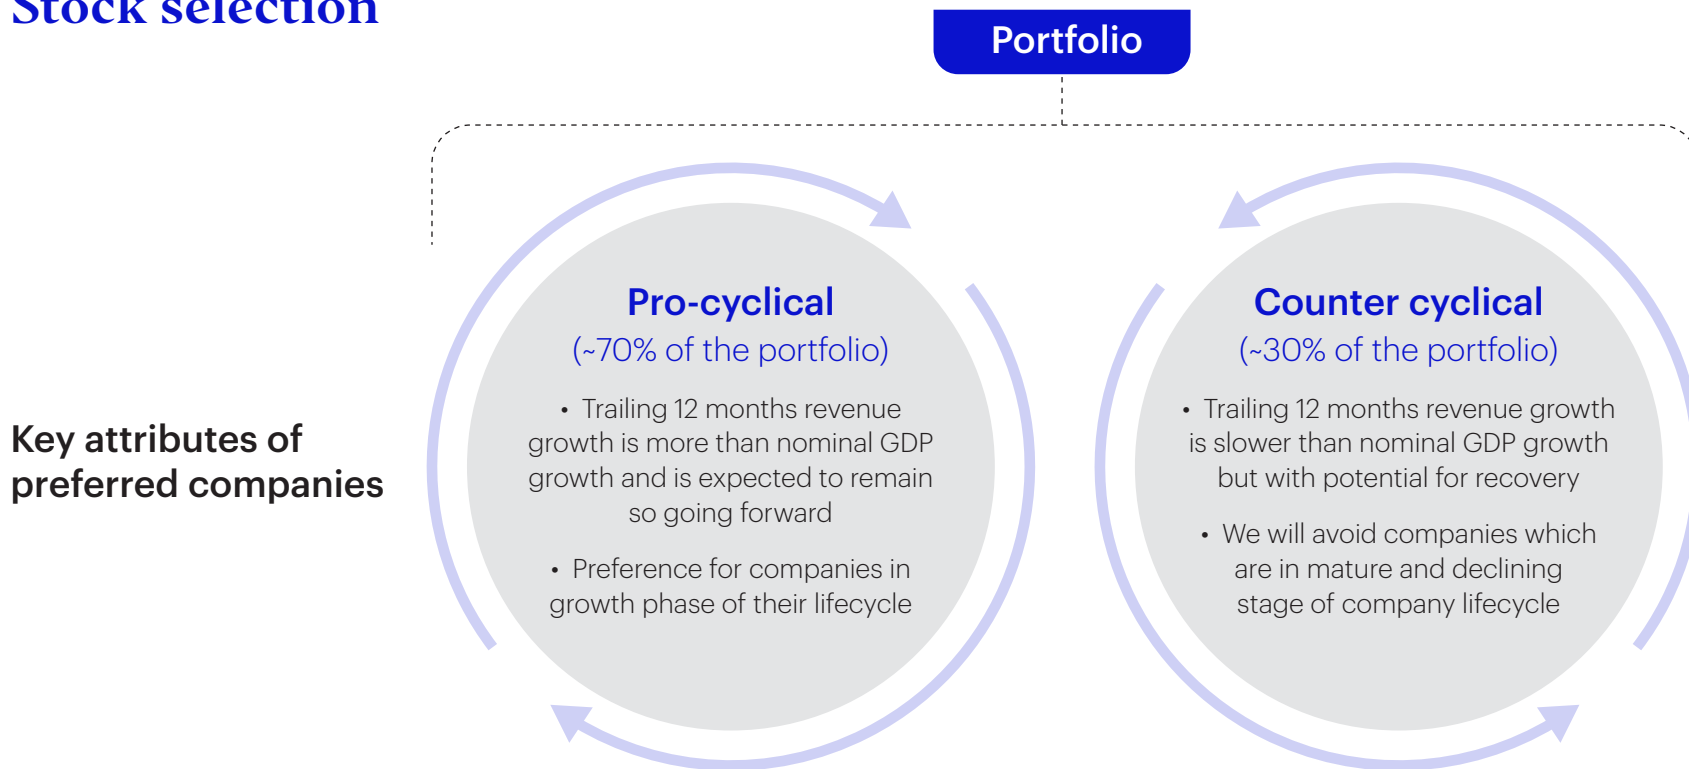 Stock selection
Portfolio
Key attributes of
preferred companies
Pro-cyclical
(~70% of the portfolio)
• Trailing 12 months revenue
growth is more than nominal GDP
growth and is expected to remain
so going forward
• Preference for companies in
growth phase of their lifecycle
Counter cyclical
(~30% of the portfolio)
• Trailing 12 months revenue growth
is slower than nominal GDP growth
but with potential for recovery
• We will avoid companies which
are in mature and declining
stage of company lifecycle